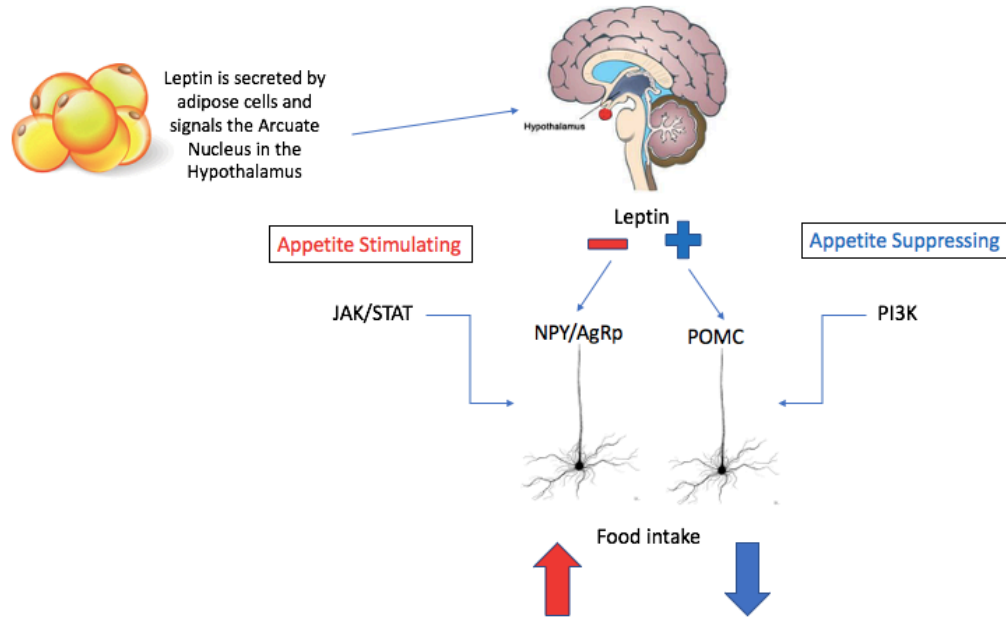 Leptin is secreted by
adipose cells and
signals the Arcuate
Nucleus in the
Hypothalamus
Hypothalamus
Leptin
Appetite Stimulating
Appetite Suppressing
JAK/STAT
PI3K
NPY/AgRp
POMC
Food intake